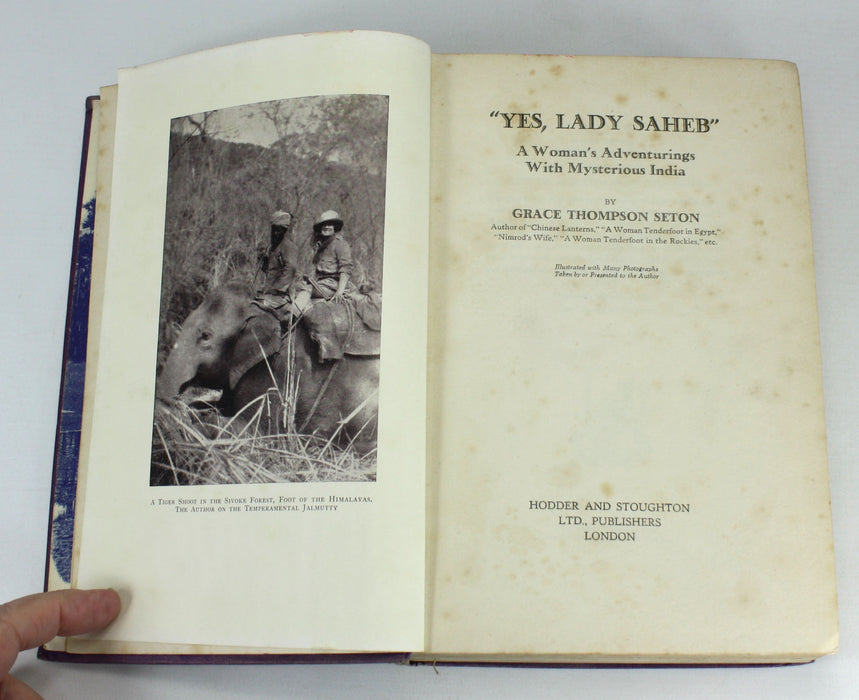 A Tiger Shoot in the Sivoke Forest, Foot of the Himalayas.
The Author on the Temperamental Jalmutty
"YES, LADY SAHEB"
A Woman's Adventurings
With Mysterious India
BY
GRACE THOMPSON SETON
Author of "Chinese Lanterns," "A Woman Tenderfoot in Egypt,"
"Nimrod's Wife," "A Woman Tenderfoot in the Rockies," etc.
Illustrated with Many Photographs
Taken by or Presented to the Author
HODDER AND STOUGHTON
LTD., PUBLISHERS
LONDON